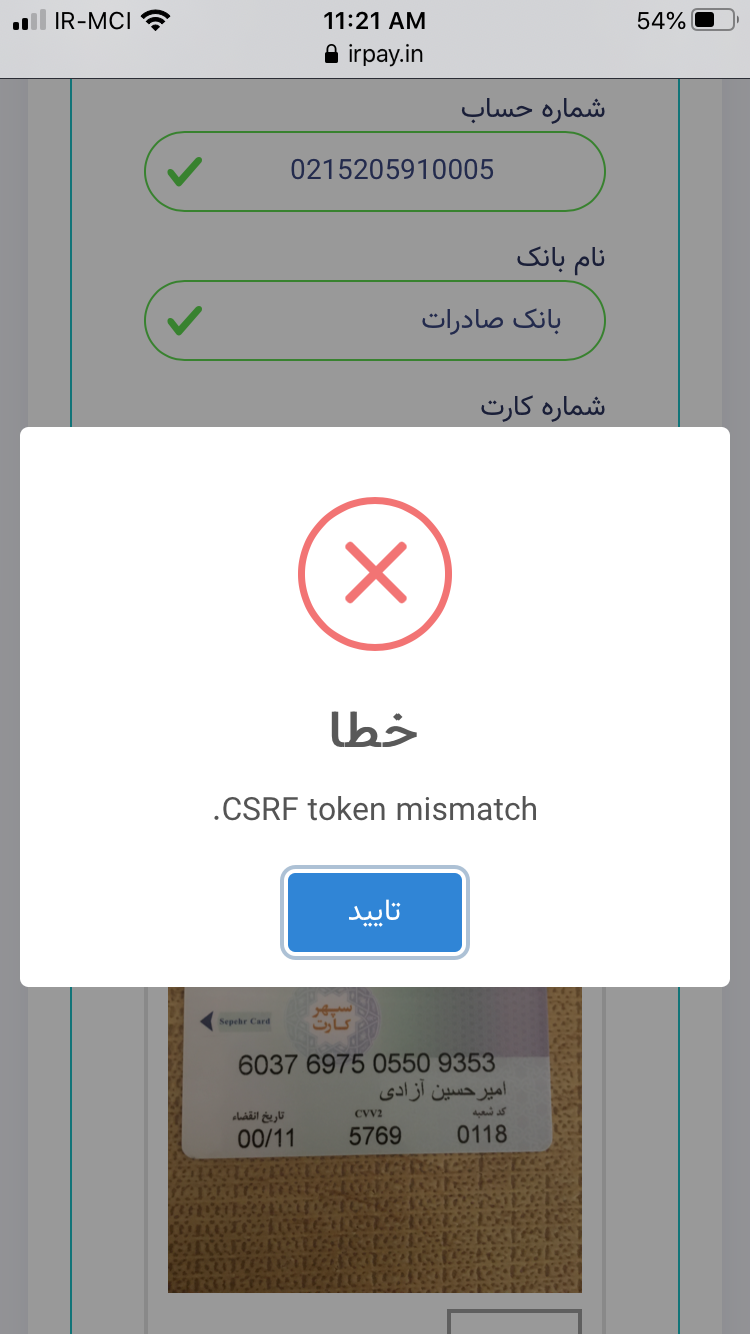 IR-MCI 11:21 AM 54%
irpay.in
شماره حساب
0215205910005
نام بانک
بانک صادرات
شماره کارت
خطا
CSRF token mismatch.
تایید
سپهر
Sepehr Card کارت
6037 6975 0550 9353
امیرحسین آزادی
کد شعبه CVV2 تاریخ انقضاء
0118 5769 00/11